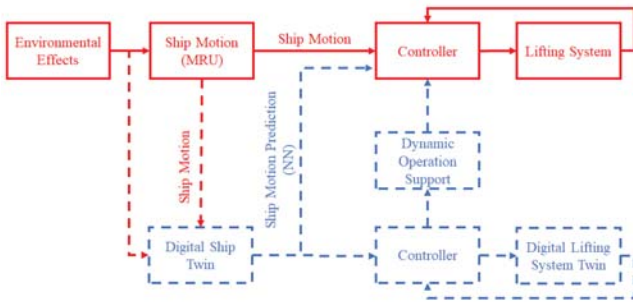 Environmental
Effects
Ship Motion
(MRU)
Ship Motion
Controller
Lifting System
Ship Motion
Ship Motion Prediction
(NN)
Dynamic
Operation
Support
Digital Ship
Twin
Controller
Digital Lifting
System Twin